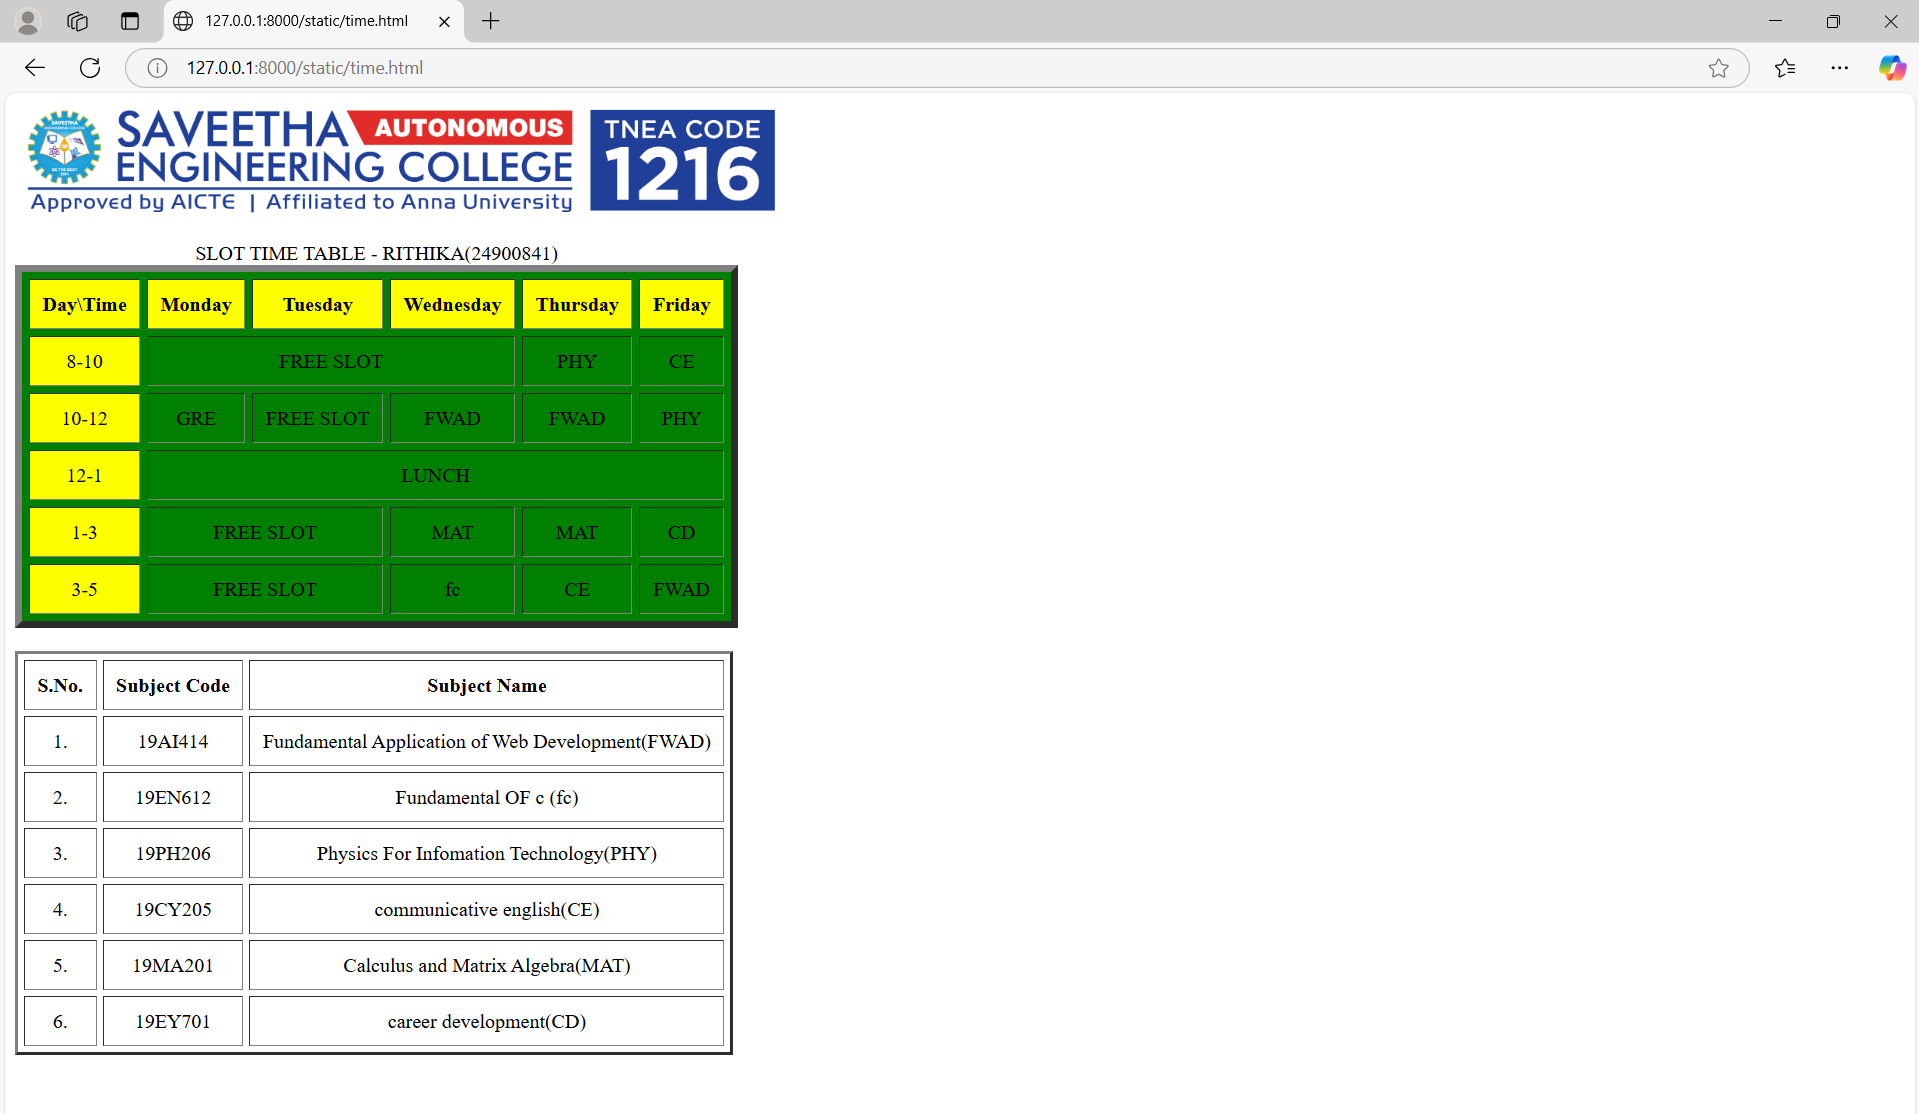 127.0.0.1:8000/static/time.html
127.0.0.1:8000/static/time.html
SAVEETHA AUTONOMOUS
ENGINEERING COLLEGE
Approved by AICTE | Affiliated to Anna University
TNEA CODE
1216
SLOT TIME TABLE - RITHIKA(24900841)
Day\Time Monday Tuesday Wednesday Thursday Friday
8-10 FREE SLOT PHY CE
10-12 GRE FREE SLOT FWAD FWAD PHY
12-1 LUNCH
1-3 FREE SLOT MAT MAT CD
3-5 FREE SLOT fc CE FWAD
S.No. Subject Code Subject Name
1. 19AI414 Fundamental Application of Web Development(FWAD)
2. 19EN612 Fundamental OF c (fc)
3. 19PH206 Physics For Infomation Technology(PHY)
4. 19CY205 communicative english(CE)
5. 19MA201 Calculus and Matrix Algebra(MAT)
6. 19EY701 career development(CD)